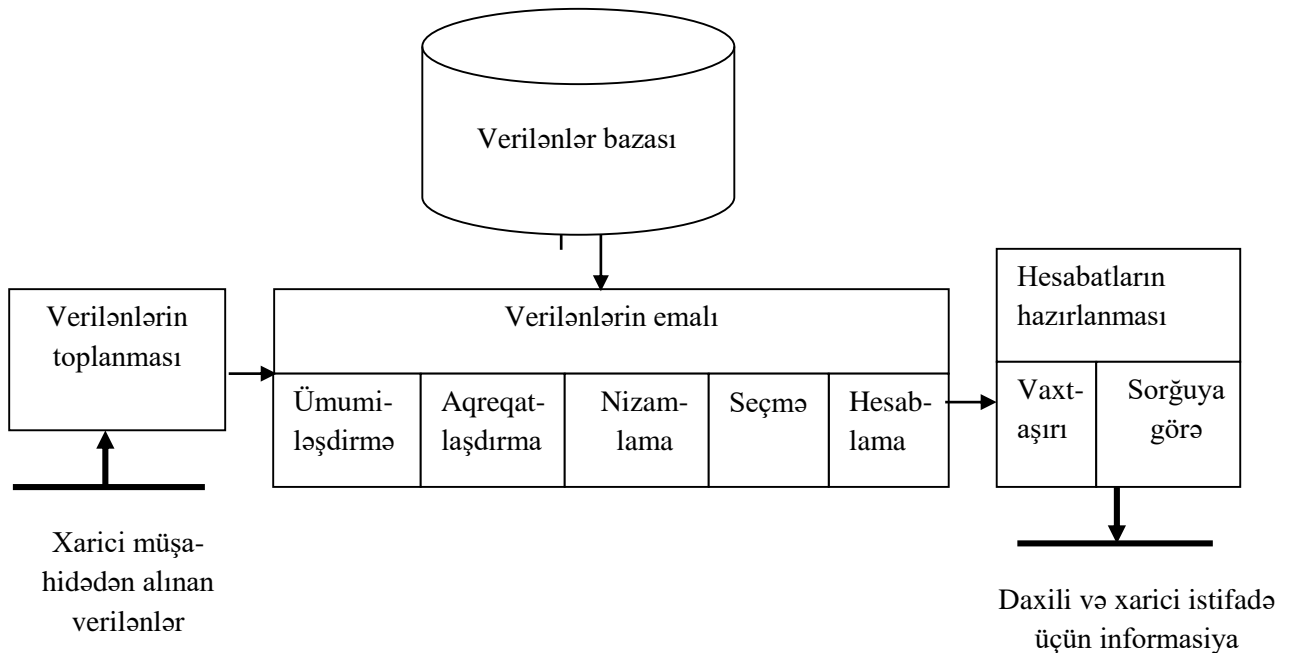 Verilənlər bazası
Verilənlərin
toplanması
Verilənlərin emalı
Ümumi-
ləşdirmə
Aqreqat-
laşdırma
Nizam-
lama
Seçmə
Hesab-
lama
Hesabatların
hazırlanması
Vaxt-
aşırı
Sorğuya
görə
Xarici müşa-
hidədən alınan
verilənlər
Daxili və xarici istifadə
üçün informasiya